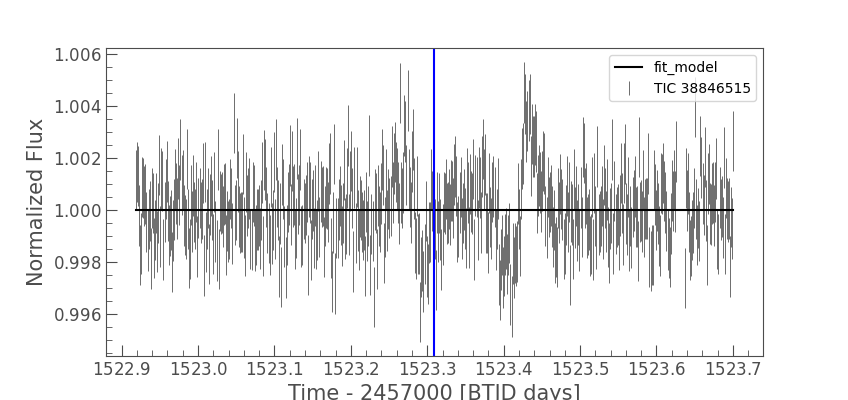 1.006
1.004
1.002
1.000
0.998
0.996
Normalized Flux
fit_model
TIC 38846515
1522.9 1523.0 1523.1 1523.2 1523.3 1523.4 1523.5 1523.6 1523.7
Time - 2457000 [BTJD days]